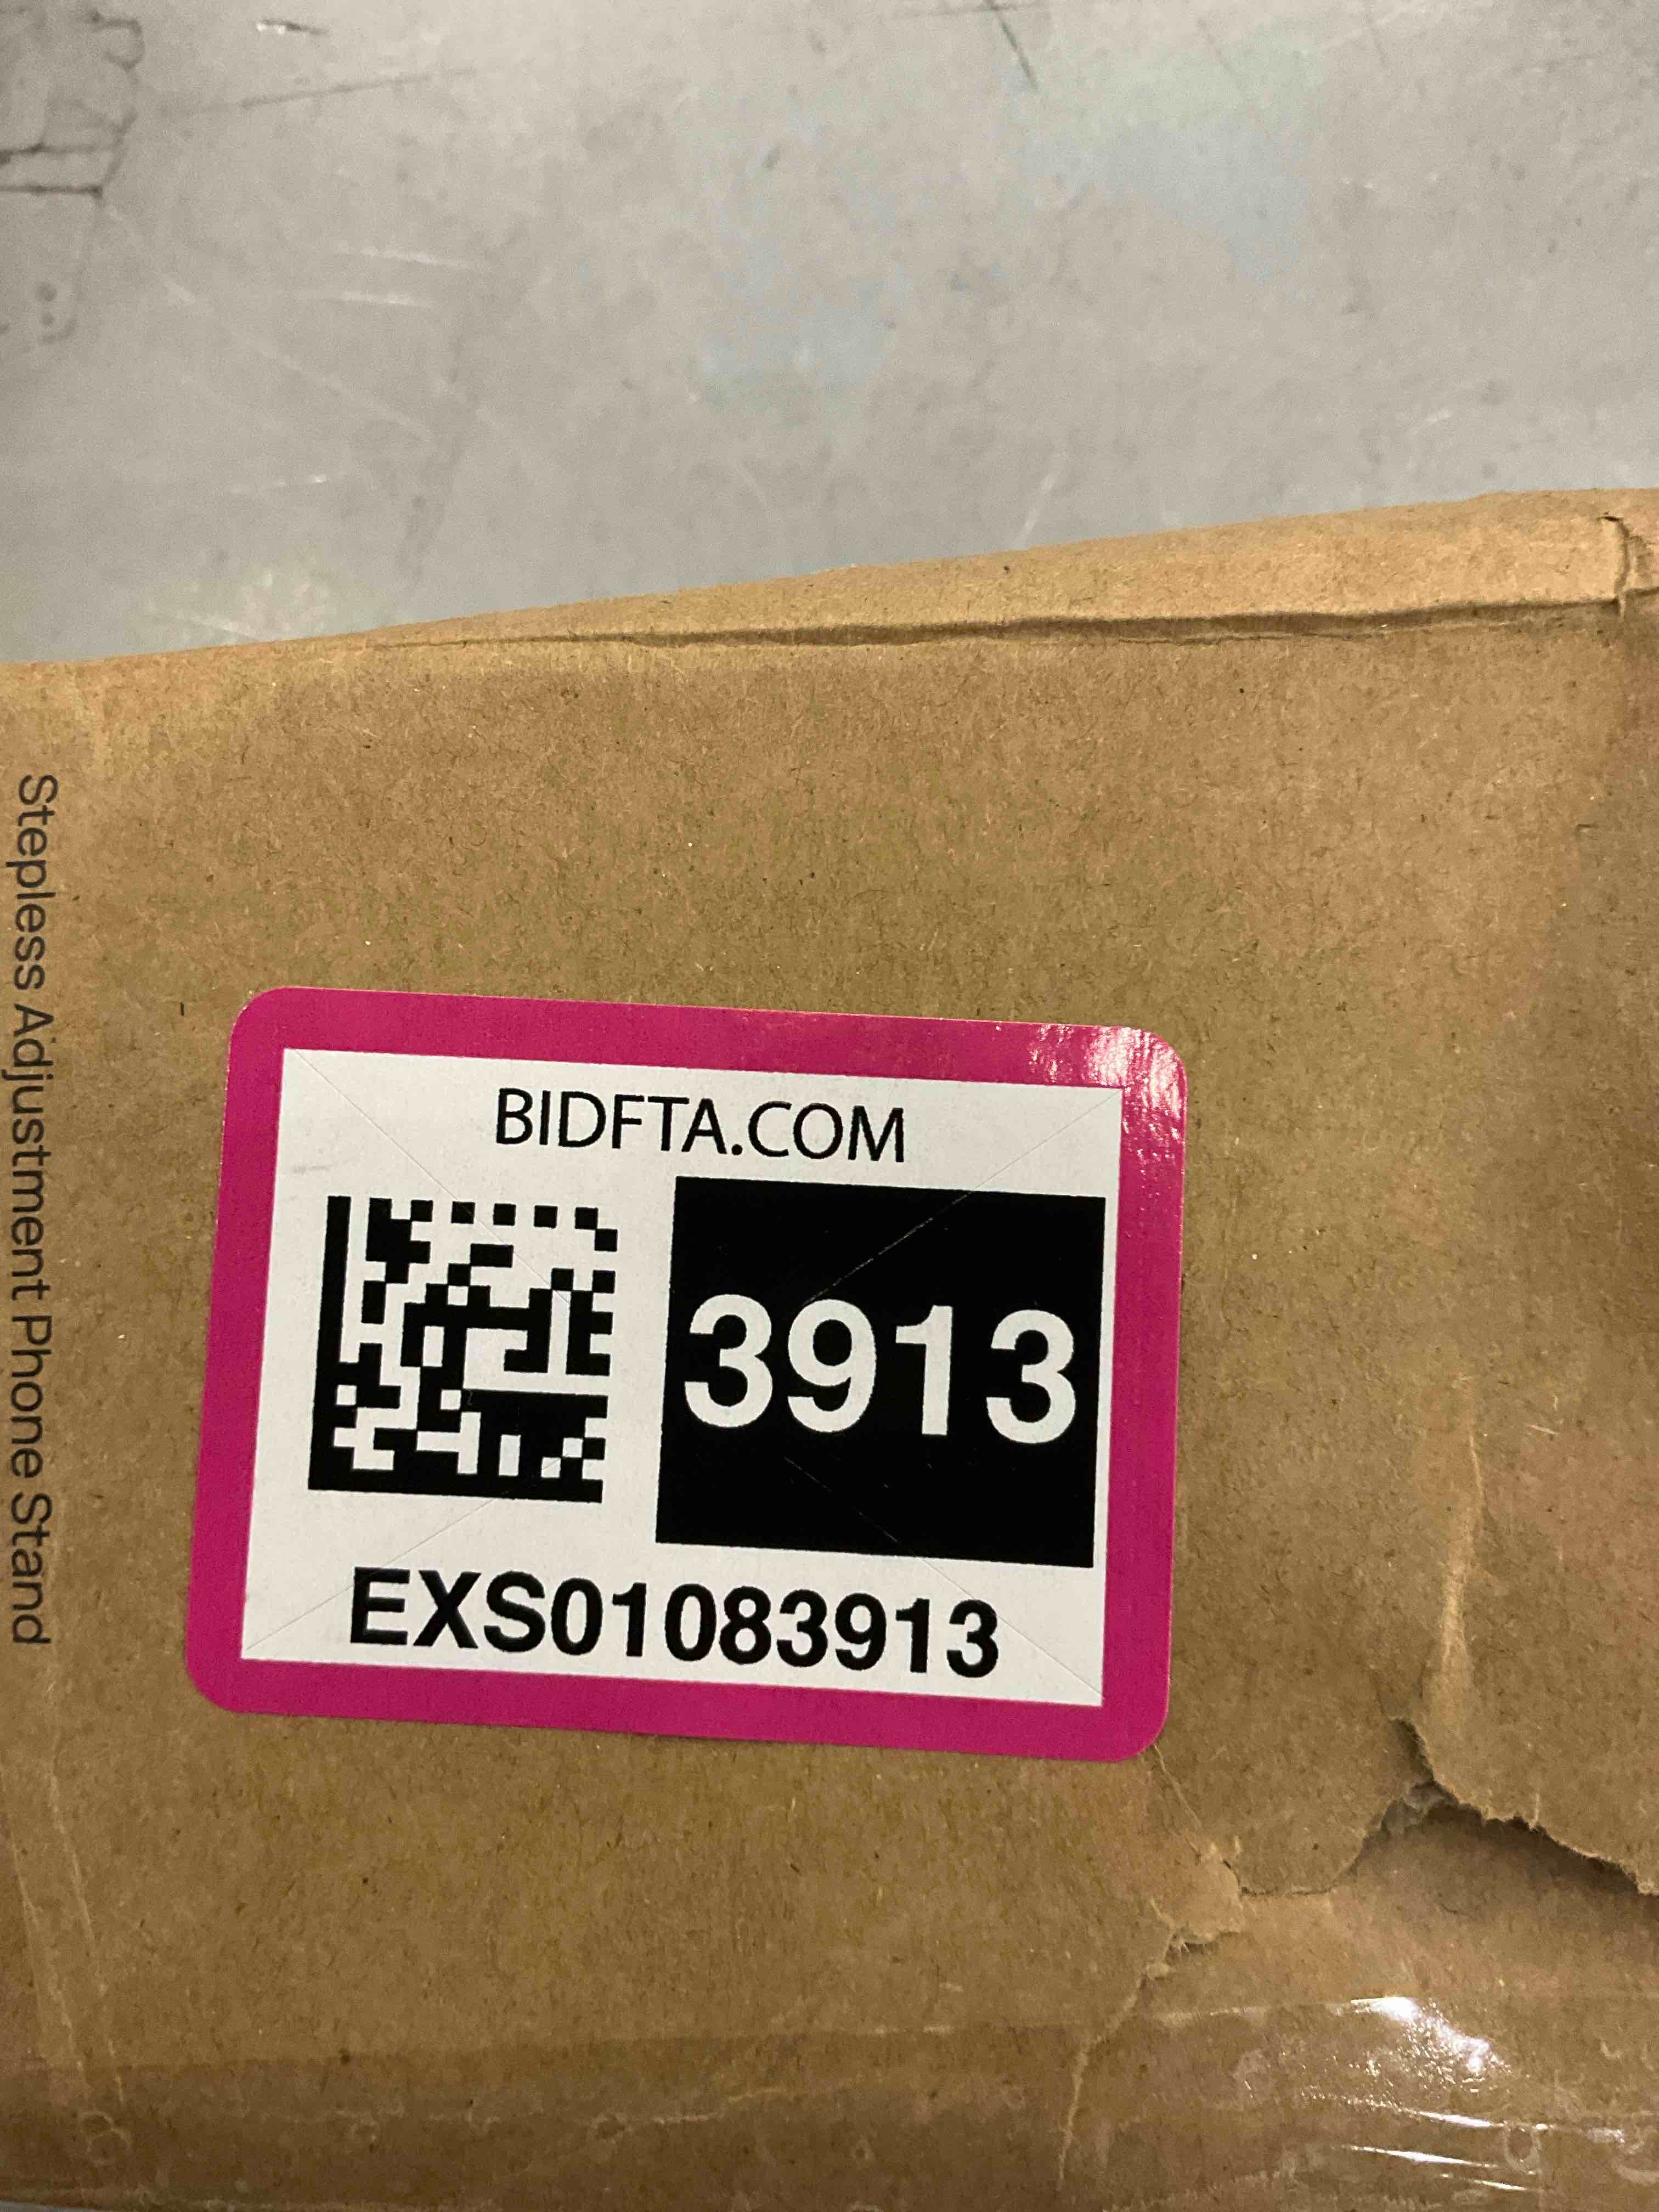 Stepless Adjustment Phone Stand
BIDFTA.COM
3913
EXS01083913